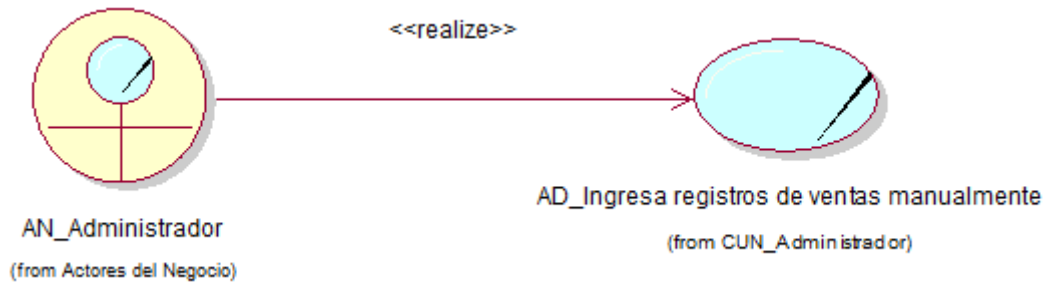 <<realize>>
AD_Ingresa registros de ventas manualmente
(from CUN_Administrador)
AN_Administrador
(from Actores del Negocio)